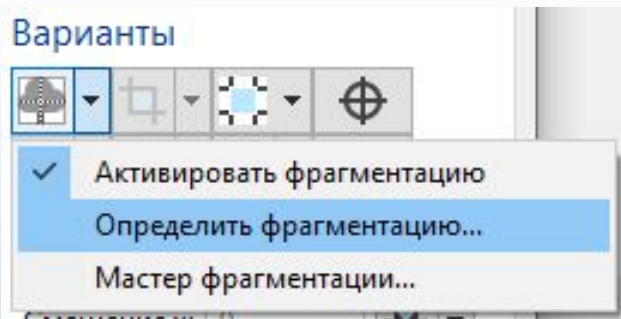 Варианты
Активировать фрагментацию
Определить фрагментацию...
Мастер фрагментации...